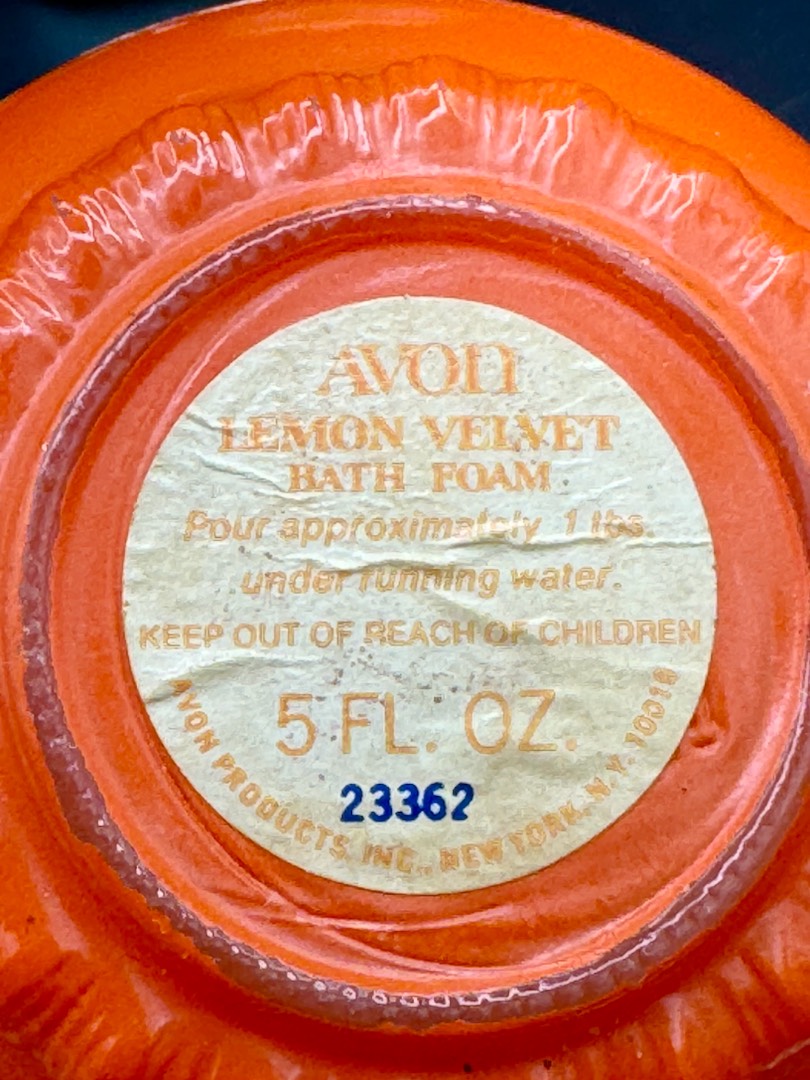 AVON
LEMON VELVET
BATH FOAM
Pour approximately 1 tbs.
under running water.
KEEP OUT OF REACH OF CHILDREN
5 FL. OZ.
23362
AVON PRODUCTS INC., NEW YORK, N.Y. 10019